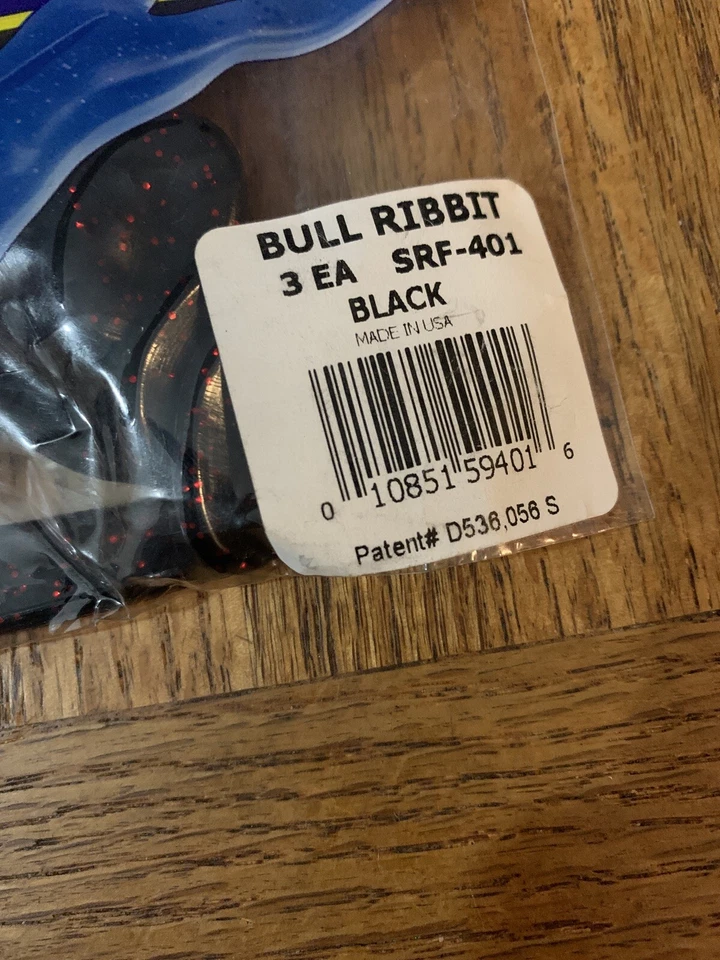 BULL RIBBIT
3 EA SRF-401
BLACK
MADE IN USA
0 10851 59401 6
Patent# D536,056 S